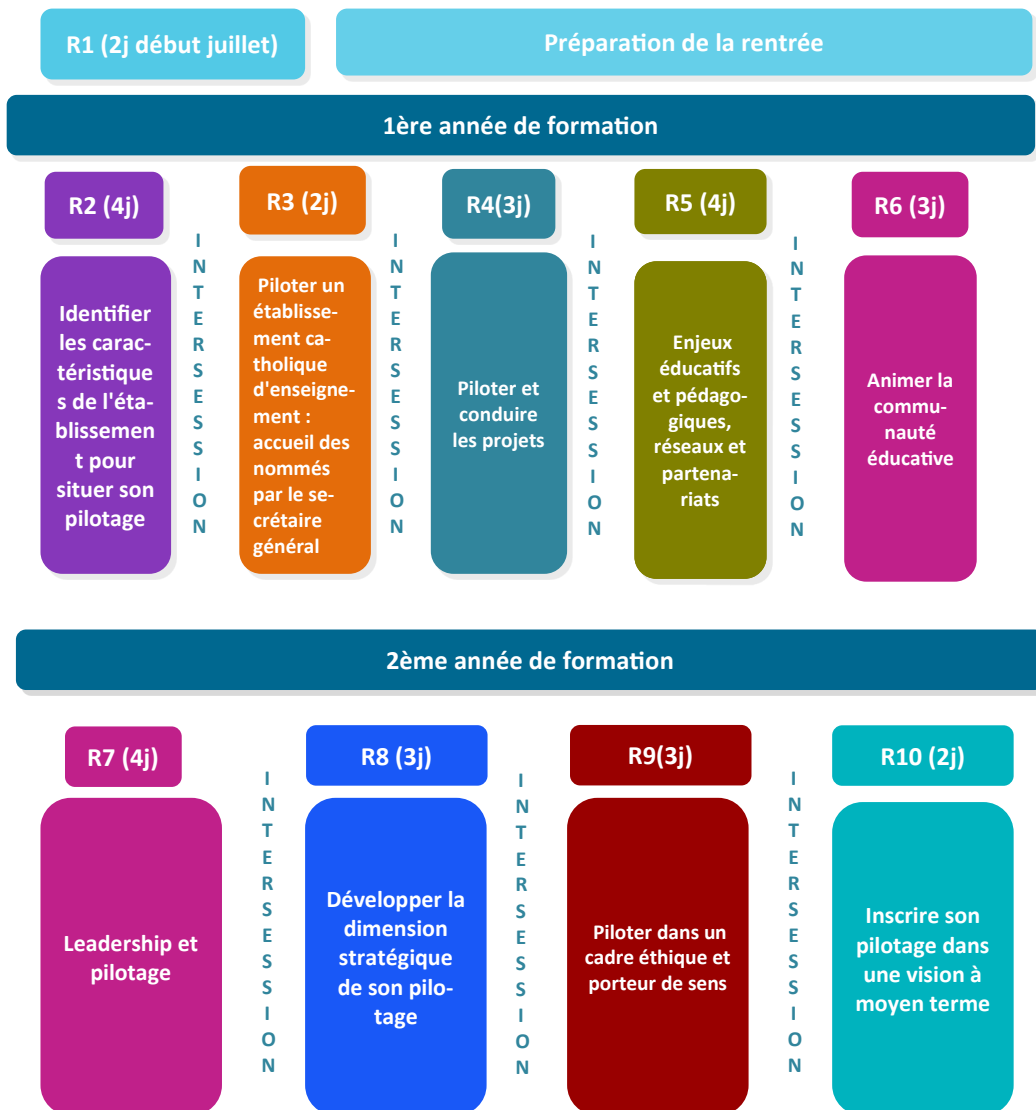 R1 (2j début juillet)
Préparation de la rentrée
1ère année de formation
R2 (4j)
Identifier
les carac-
téristique
s de l'éta-
blissemen
t pour
situer son
pilotage
INTERSESSION
R3 (2j)
Piloter un
établisse-
ment ca-
tholique
d'enseigne-
ment :
accueil des
nommés
par le se-
crétaire
général
INTERSESSION
R4(3j)
Piloter et
conduire
les projets
INTERSESSION
R5 (4j)
Enjeux
éducatifs
et pédago-
giques,
réseaux et
partena-
riats
INTERSESSION
R6 (3j)
Animer la
commu-
nauté
éducative
2ème année de formation
R7 (4j)
Leadership et
pilotage
INTERSESSION
R8 (3j)
Développer la
dimension
stratégique
de son pilo-
tage
INTERSESSION
R9(3j)
Piloter dans un
cadre éthique et
porteur de sens
INTERSESSION
R10 (2j)
Inscrire son
pilotage dans
une vision à
moyen terme